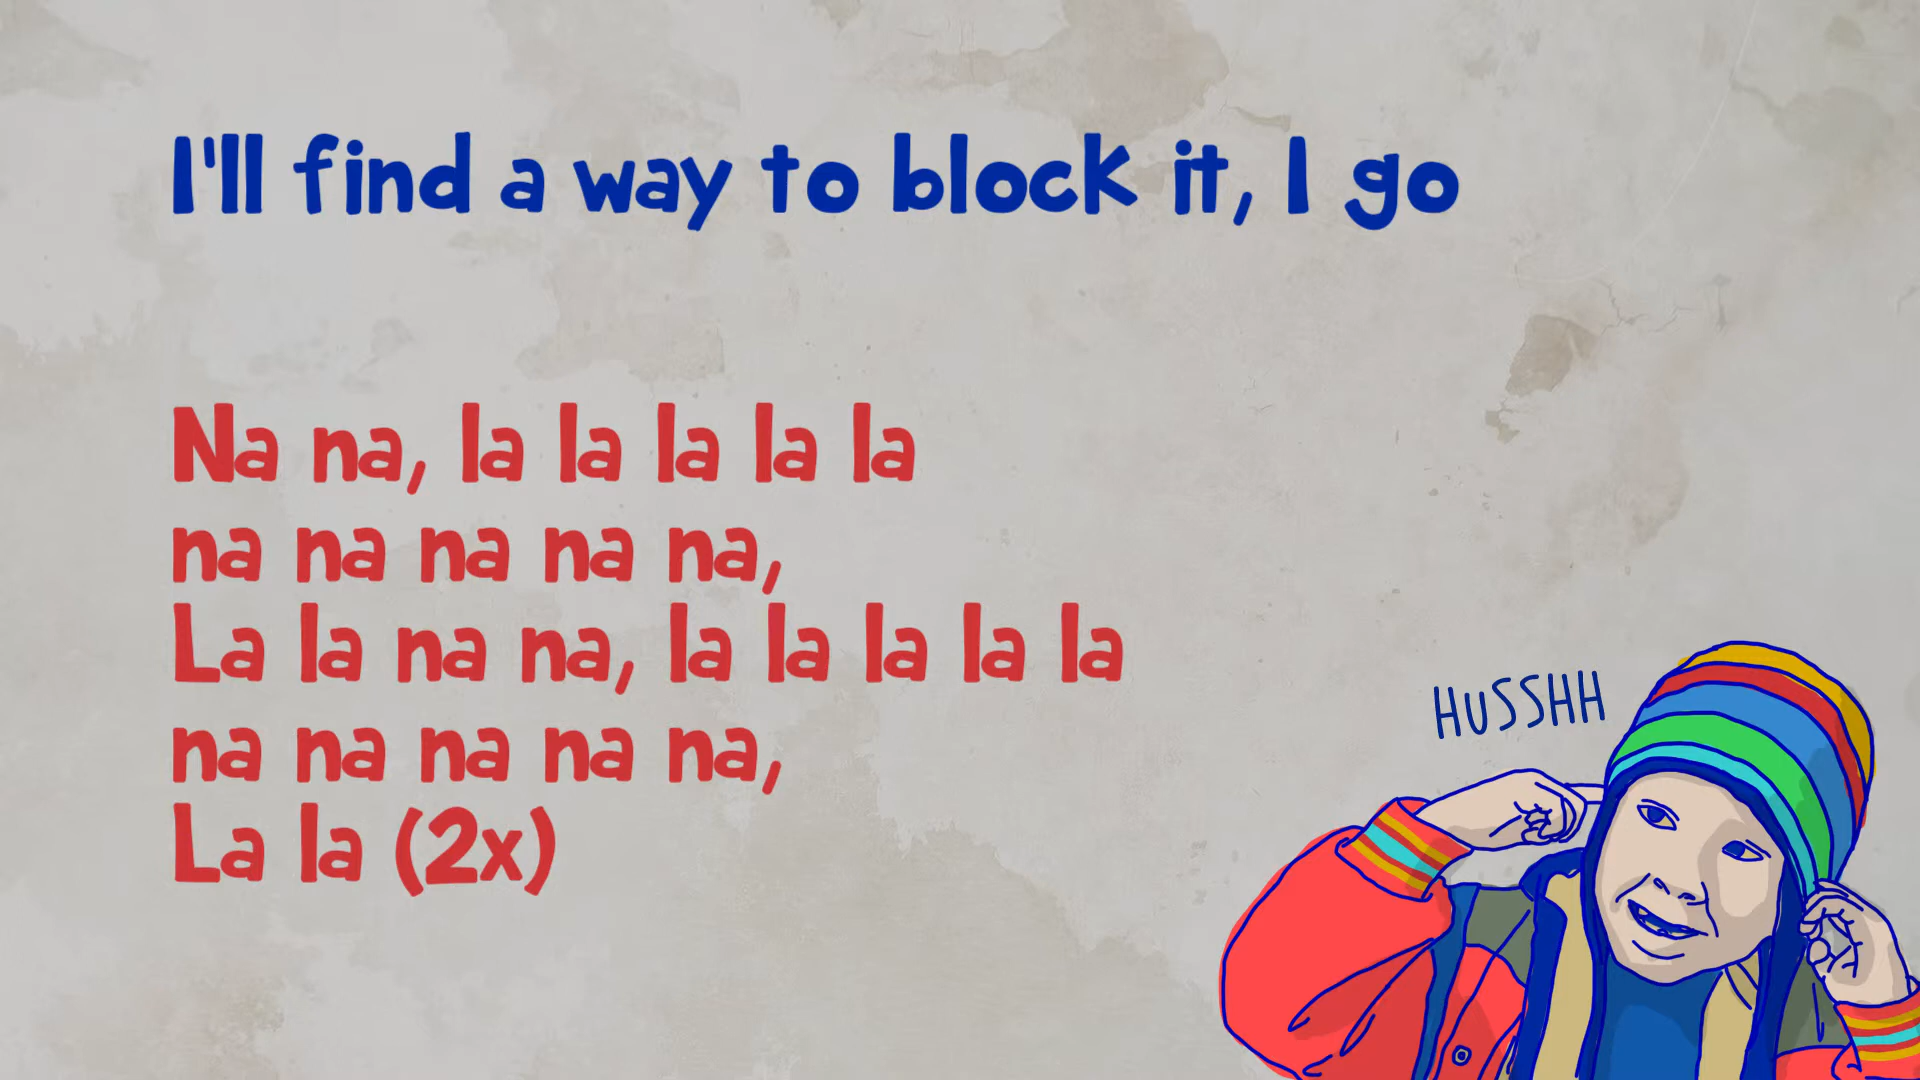 I'll find a way to block it, I go
Na na, la la la la la
na na na na na,
La la na na, la la la la la
na na na na na,
La la (2x)
HUSSHH